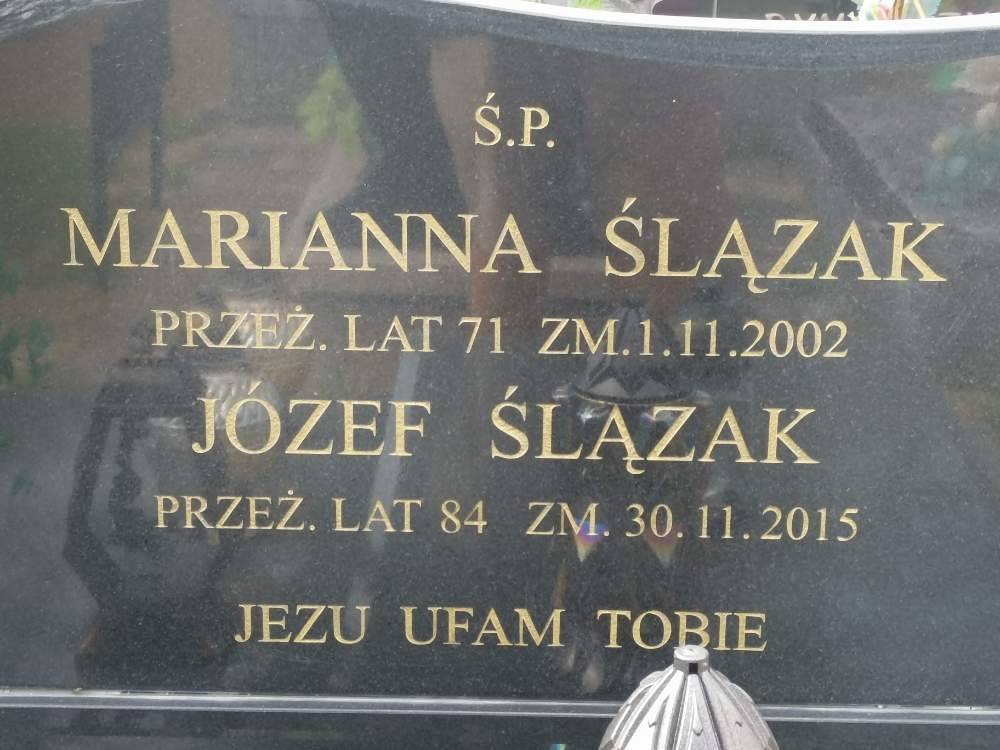 Ś.P.
MARIANNA ŚLĄZAK
PRZEŻ. LAT 71 ZM.1.11.2002
JÓZEF ŚLĄZAK
PRZEŻ. LAT 84 ZM. 30.11.2015
JEZU UFAM TOBIE